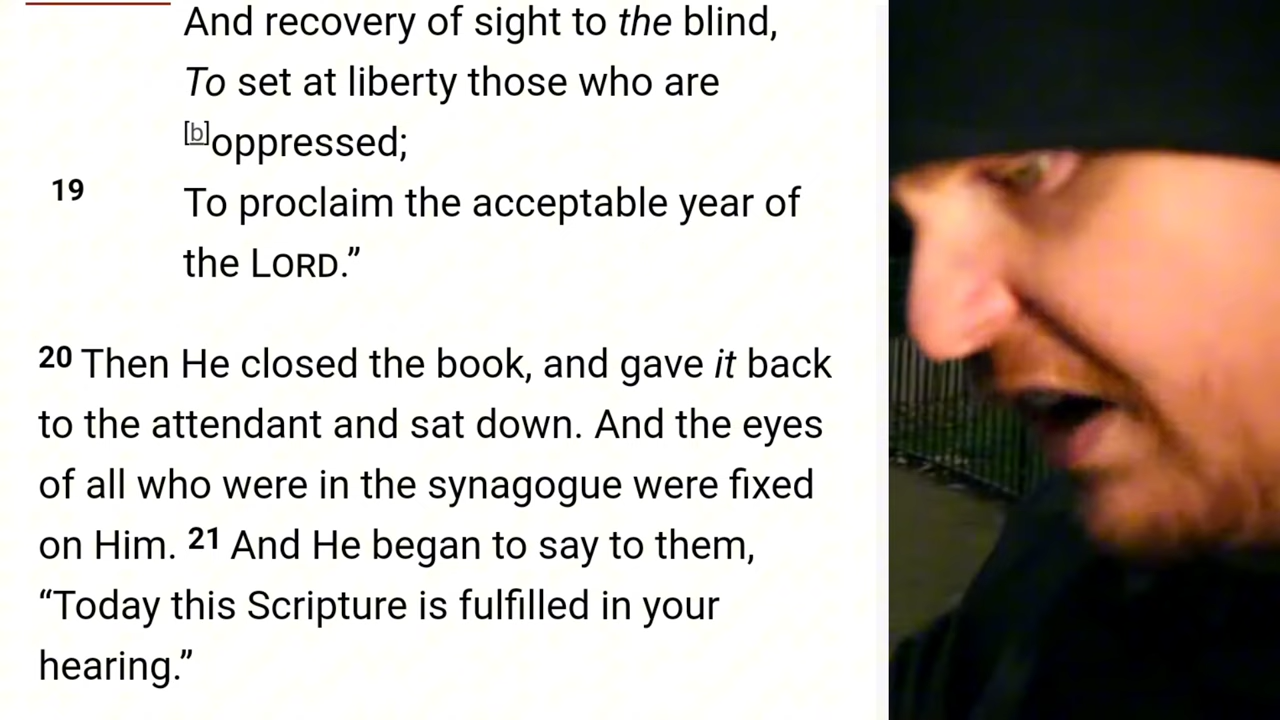 And recovery of sight to the blind,
To set at liberty those who are
[b]oppressed;
19 To proclaim the acceptable year of
the LORD.”
20 Then He closed the book, and gave it back
to the attendant and sat down. And the eyes
of all who were in the synagogue were fixed
on Him. 21 And He began to say to them,
“Today this Scripture is fulfilled in your
hearing.”